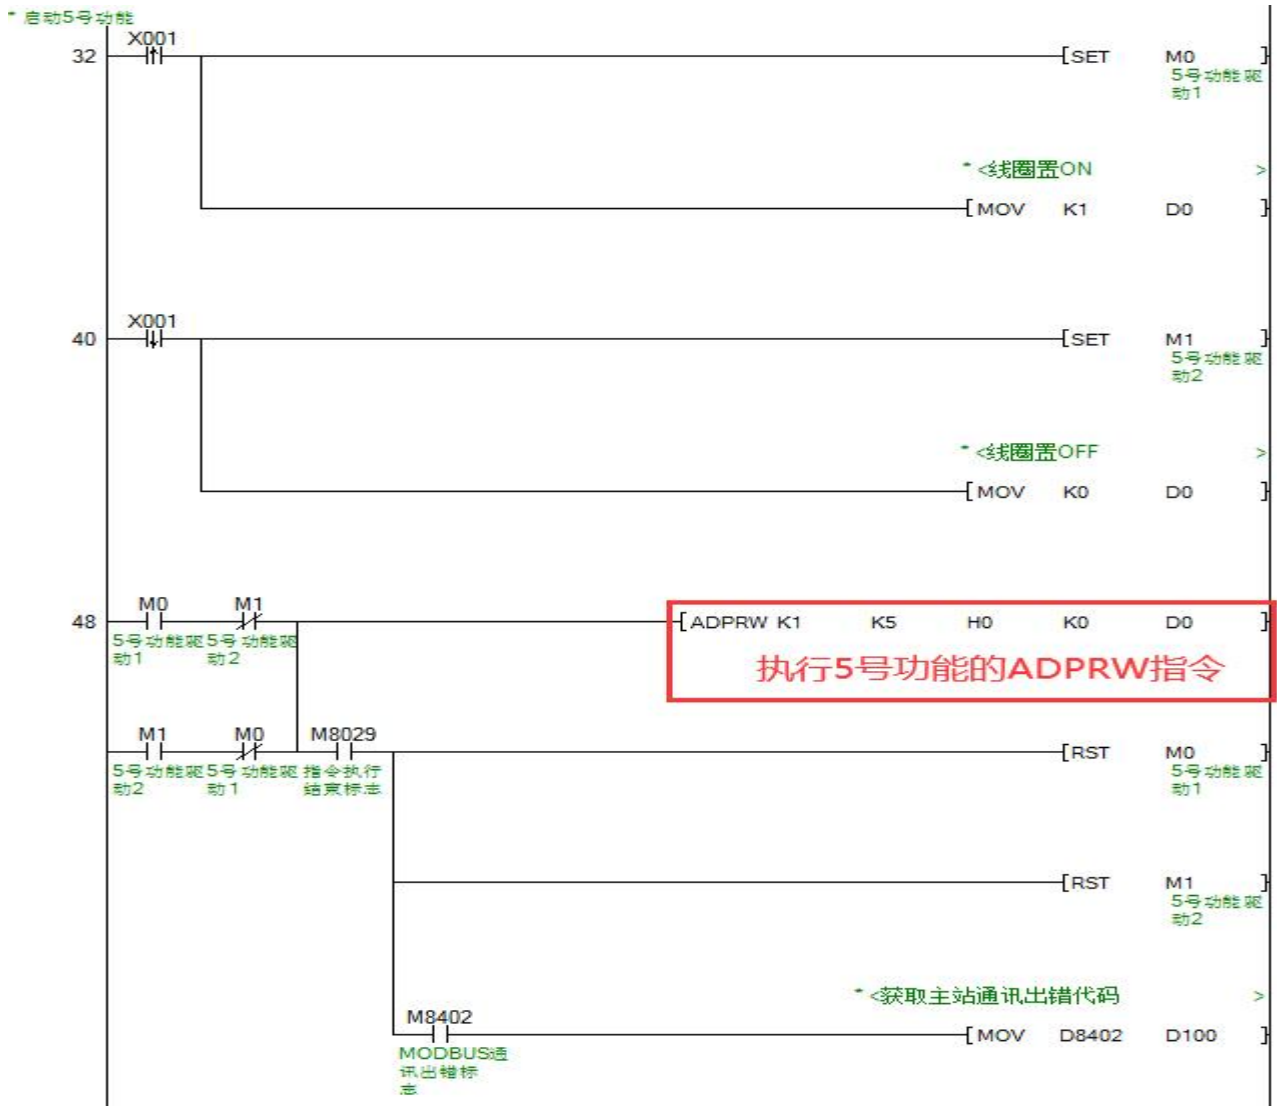 * 启动5号功能
X001
32 [SET M0 ]
5号功能驱
动1
* <线圈置ON >
[MOV K1 D0 ]
X001
40 [SET M1 ]
5号功能驱
动2
* <线圈置OFF >
[MOV K0 D0 ]
M0 M1
48 [ADPRW K1 K5 H0 K0 D0 ]
5号功能驱 5号功能驱
动1 动2
执行5号功能的ADPRW指令
M1 M0 M8029
[RST M0 ]
5号功能驱 5号功能驱 指令执行 5号功能驱
动2 动1 结束标志 动1
[RST M1 ]
5号功能驱
动2
* <获取主站通讯出错代码 >
M8402
[MOV D8402 D100 ]
MODBUS通
讯出错标
志